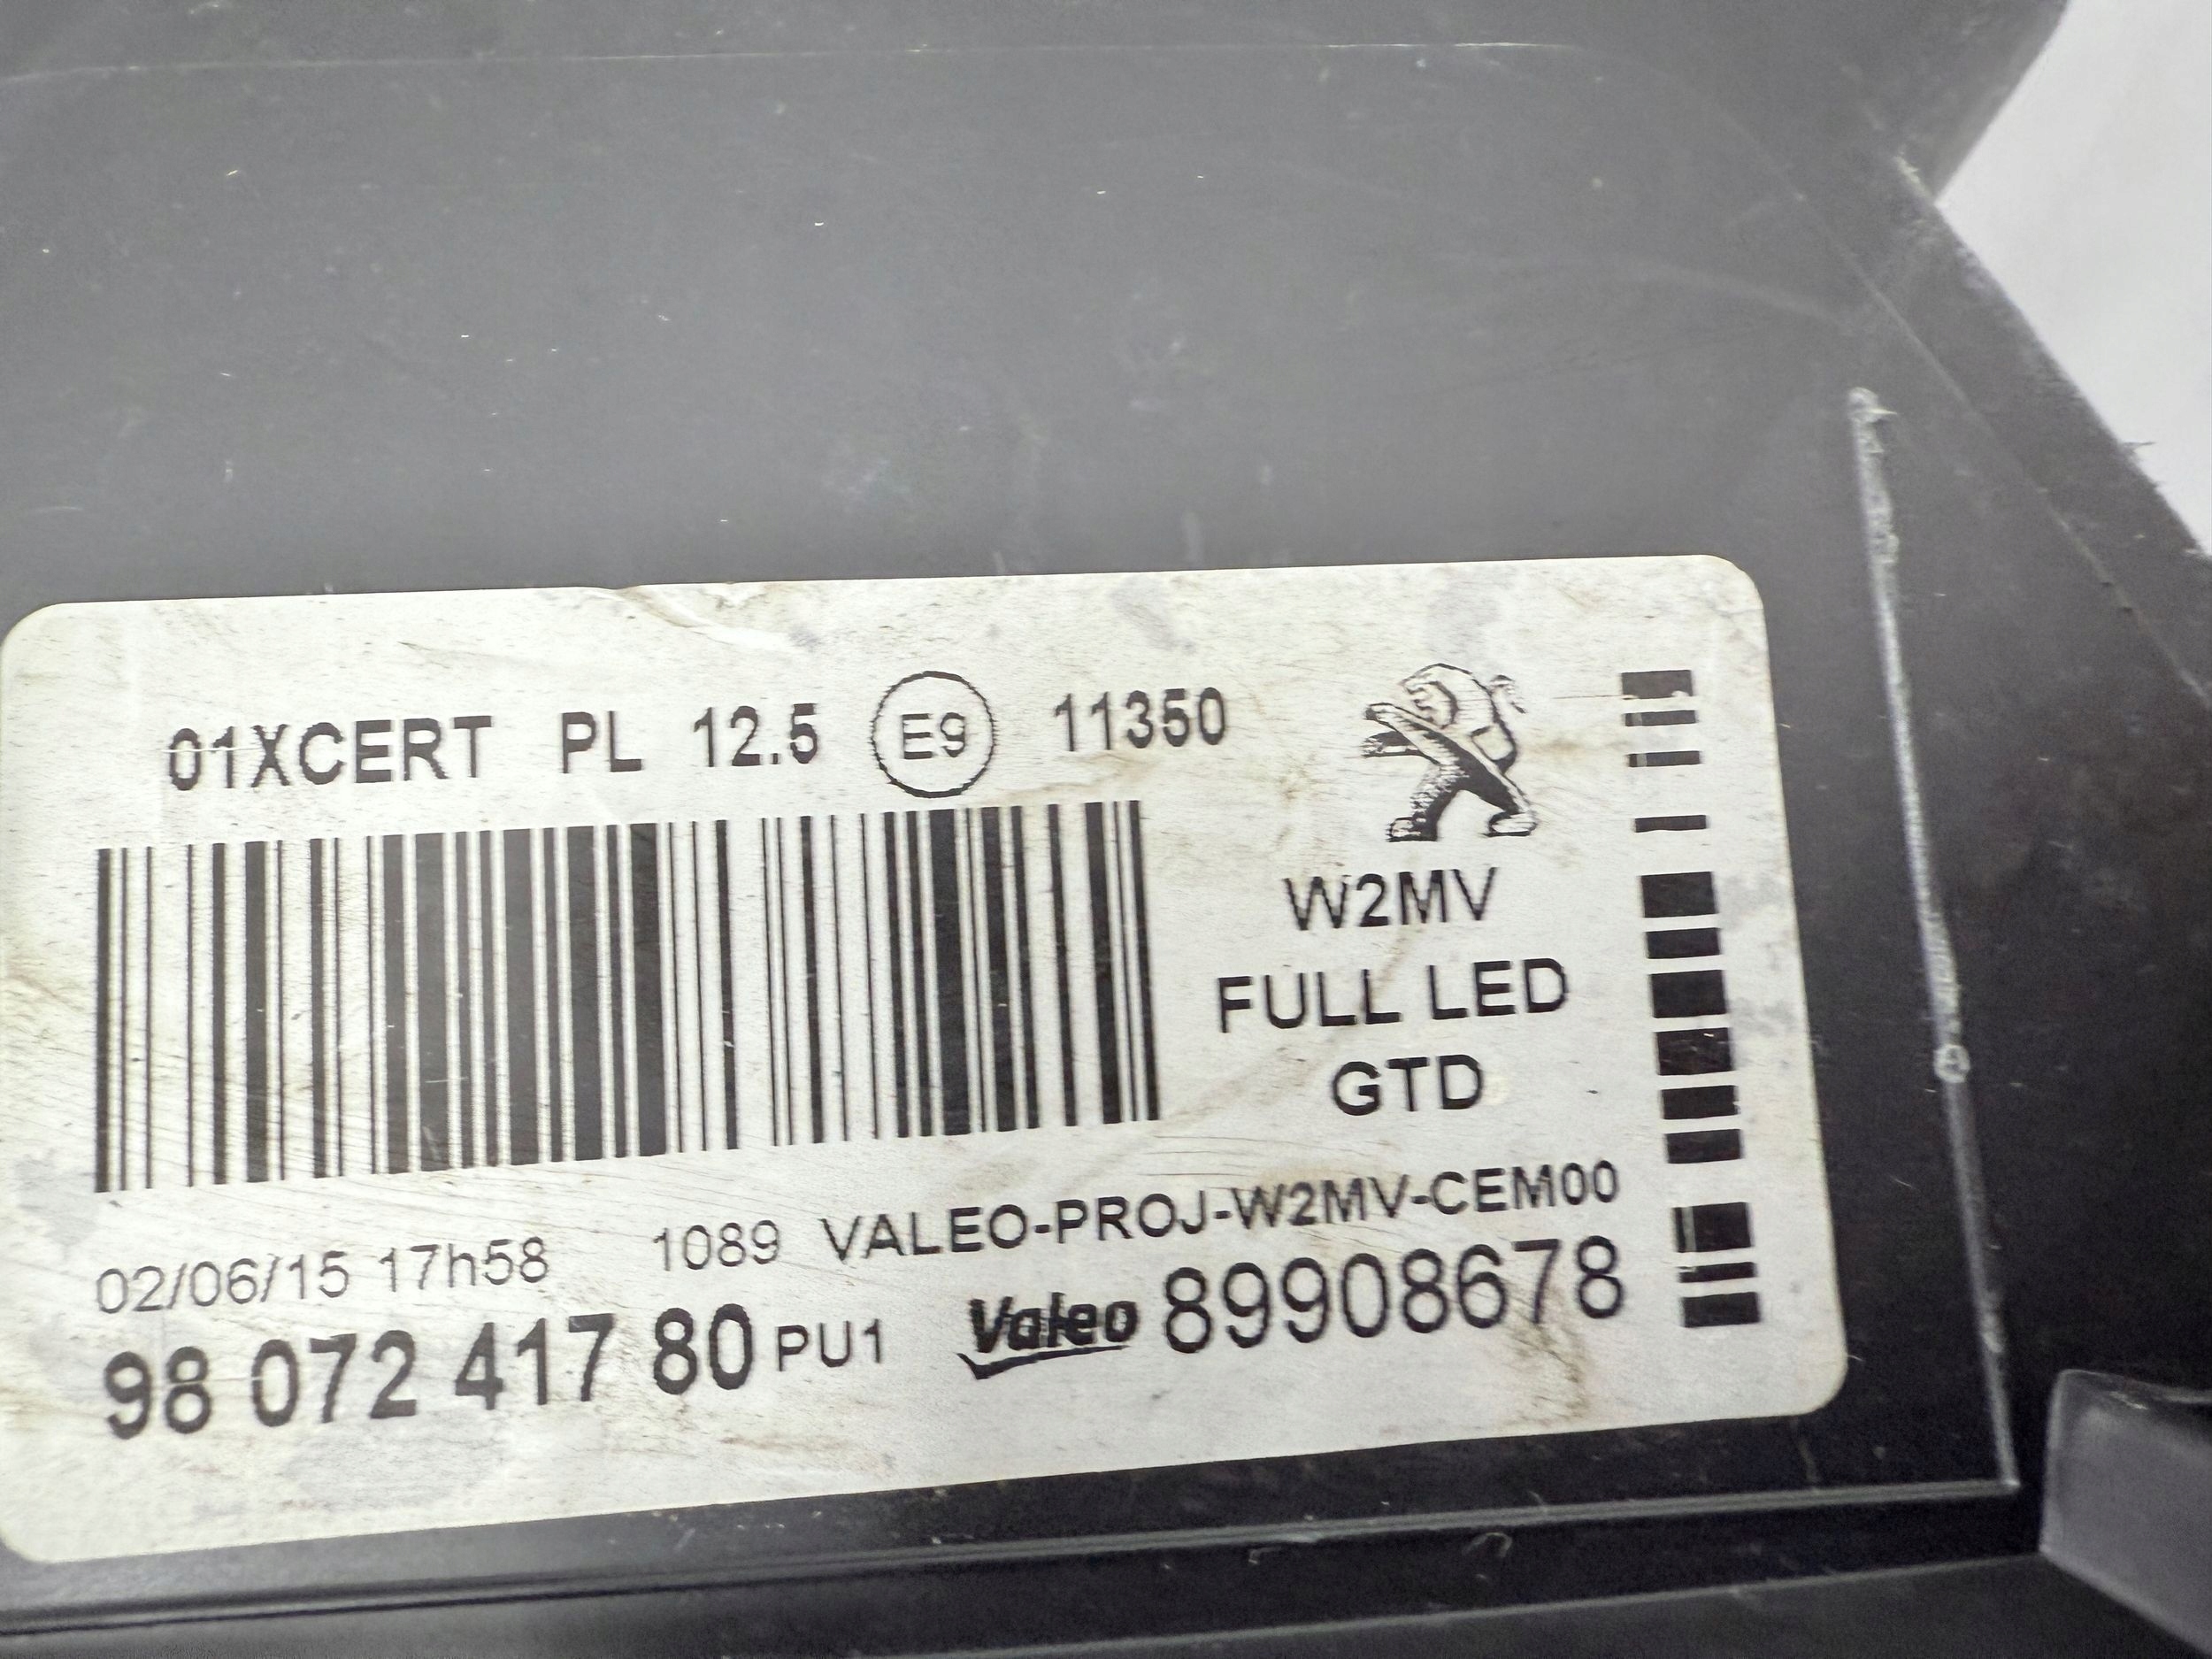 01XCERT PL 12.5 E9 11350
W2MV
FULL LED
GTD
02/06/15 17h58 1089 VALEO-PROJ-W2MV-CEM00
98 072 417 80 PU1 Valeo 89908678